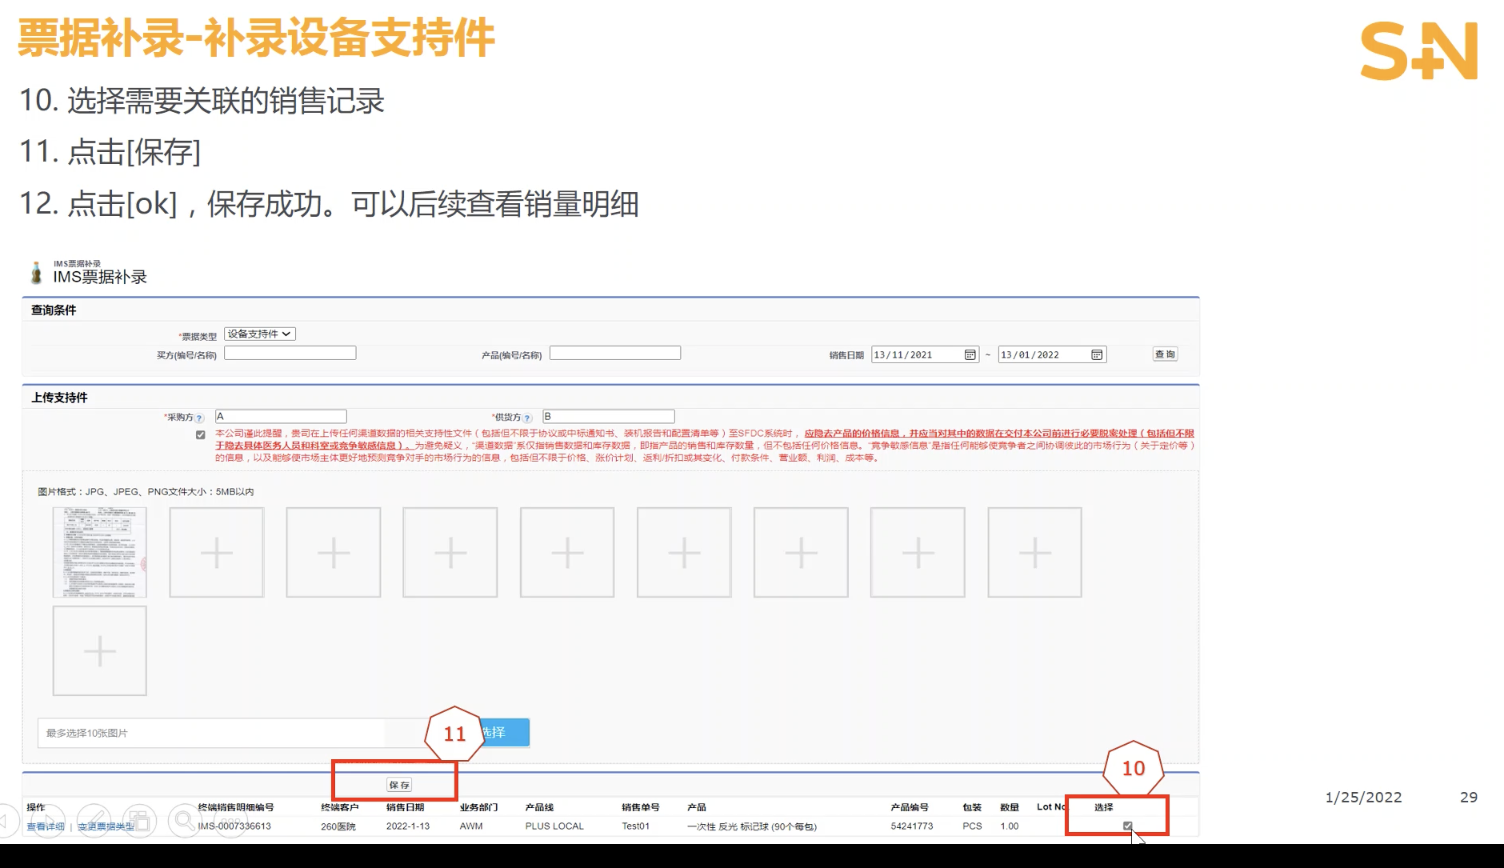 票据补录-补录设备支持件
S+N
10. 选择需要关联的销售记录
11. 点击[保存]
12. 点击[ok]，保存成功。可以后续查看销量明细
IMS票据补录
IMS票据补录
查询条件
*票据类型 设备支持件
买方(编号/名称) 产品(编号/名称) 销售日期 13/11/2021 ~ 13/01/2022 查 询
上传支持件
*采购方 ? A *供货方 ? B
本公司谨此提醒，贵司在上传任何渠道数据的相关支持性文件（包括但不限于协议或中标通知书、装机报告和配置清单等）至SFDC系统时，应隐去产品的价格信息，并应当对其中的数据在交付本公司前进行必要脱密处理（包括但不限
于隐去具体医务人员和科室或竞争敏感信息）。为避免疑义，“渠道数据”系仅指销售数据和库存数据，即指产品的销售和库存数量，但不包括任何价格信息。“竞争敏感信息”是指任何能够使竞争者之间协调彼此的市场行为（关于定价等）
的信息，以及能够使市场主体更好地预测竞争对手的市场行为的信息，包括但不限于价格、涨价计划、返利/折扣或其变化、付款条件、营业额、利润、成本等。
图片格式：JPG、JPEG、PNG文件大小：5MB以内
最多选择10张图片 11 选择
10
保 存
1/25/2022 29
操作 终端销售明细编号 终端客户 销售日期 业务部门 产品线 销售单号 产品 产品编号 包装 数量 Lot No 选择
查看详细 | 变更票据类型 IMS-0007336613 260医院 2022-1-13 AWM PLUS LOCAL Test01 一次性 反光 标记球 (90个每包) 54241773 PCS 1.00